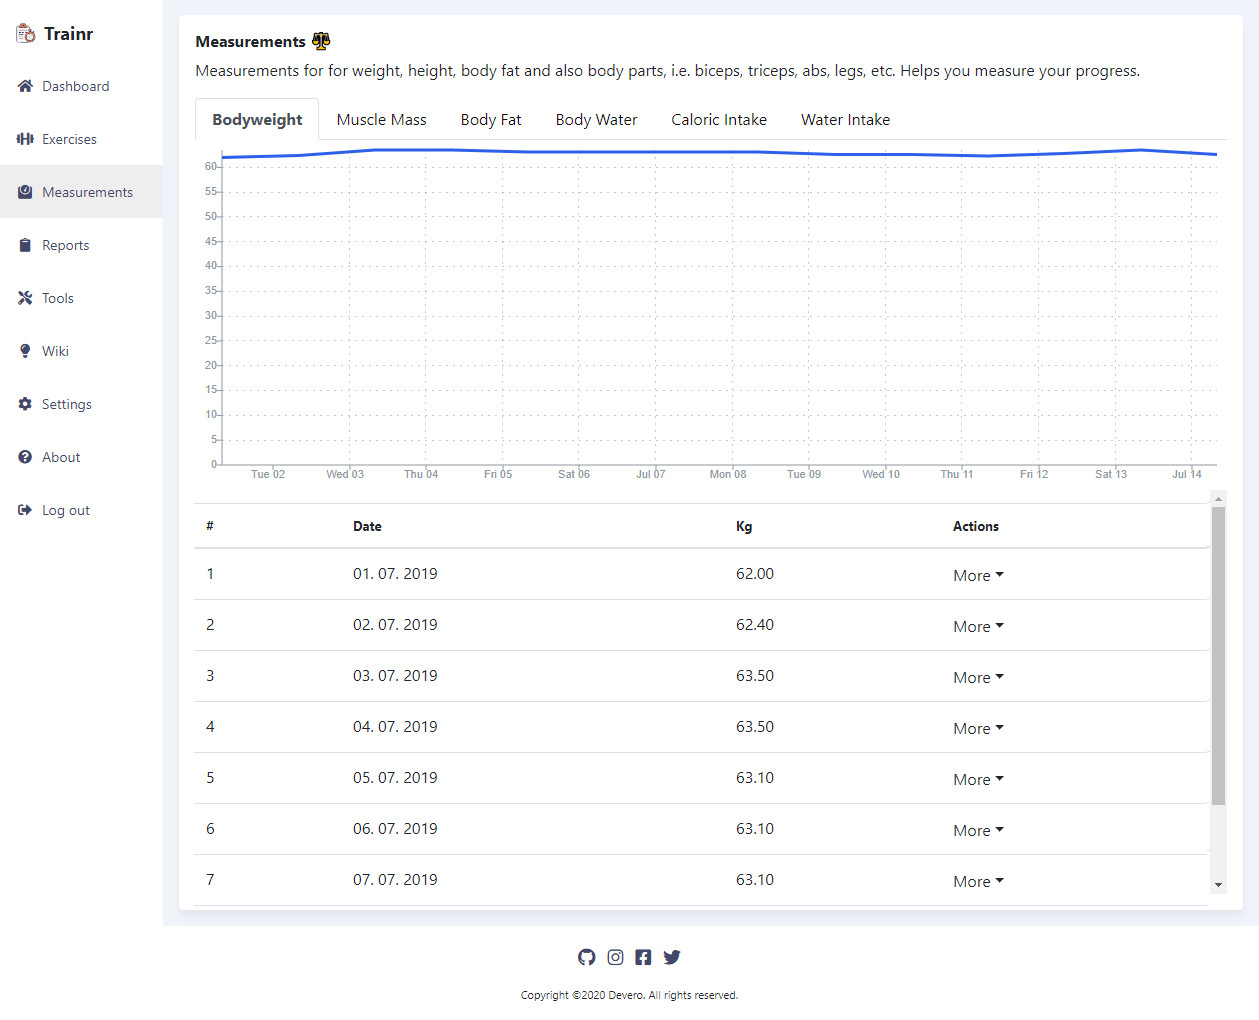 Trainr
Dashboard
Exercises
Measurements
Reports
Tools
Wiki
Settings
About
Log out
Measurements
Measurements for for weight, height, body fat and also body parts, i.e. biceps, triceps, abs, legs, etc. Helps you measure your progress.
Bodyweight Muscle Mass Body Fat Body Water Caloric Intake Water Intake
60
55
50
45
40
35
30
25
20
15
10
5
0
Tue 02 Wed 03 Thu 04 Fri 05 Sat 06 Jul 07 Mon 08 Tue 09 Wed 10 Thu 11 Fri 12 Sat 13 Jul 14
# Date Kg Actions
1 01. 07. 2019 62.00 More
2 02. 07. 2019 62.40 More
3 03. 07. 2019 63.50 More
4 04. 07. 2019 63.50 More
5 05. 07. 2019 63.10 More
6 06. 07. 2019 63.10 More
7 07. 07. 2019 63.10 More
Copyright ©2020 Devero. All rights reserved.